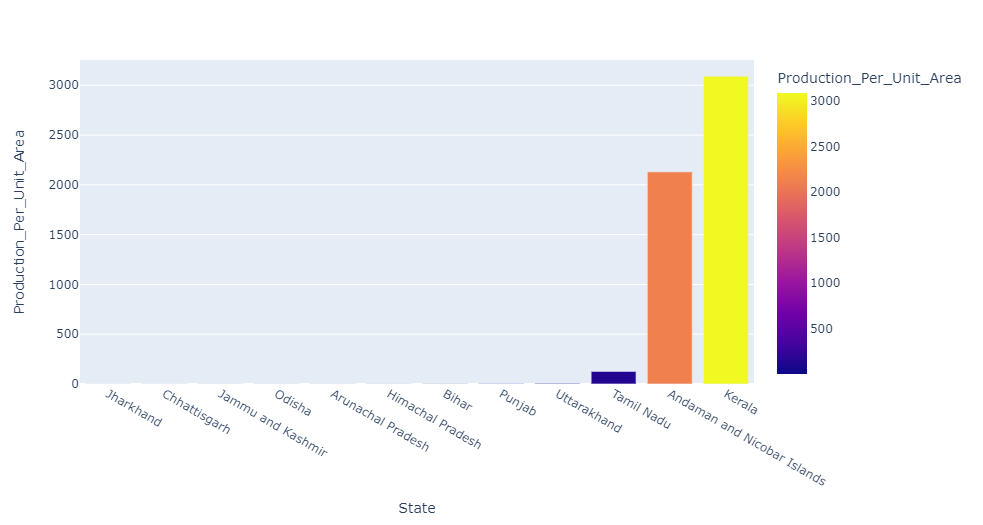 Production_Per_Unit_Area
3000
2500
2000
1500
1000
500
0
Jharkhand
Chhattisgarh
Jammu and Kashmir
Odisha
Arunachal Pradesh
Himachal Pradesh
Bihar
Punjab
Uttarakhand
Tamil Nadu
Andaman and Nicobar Islands
Kerala
State
Production_Per_Unit_Area
3000
2500
2000
1500
1000
500